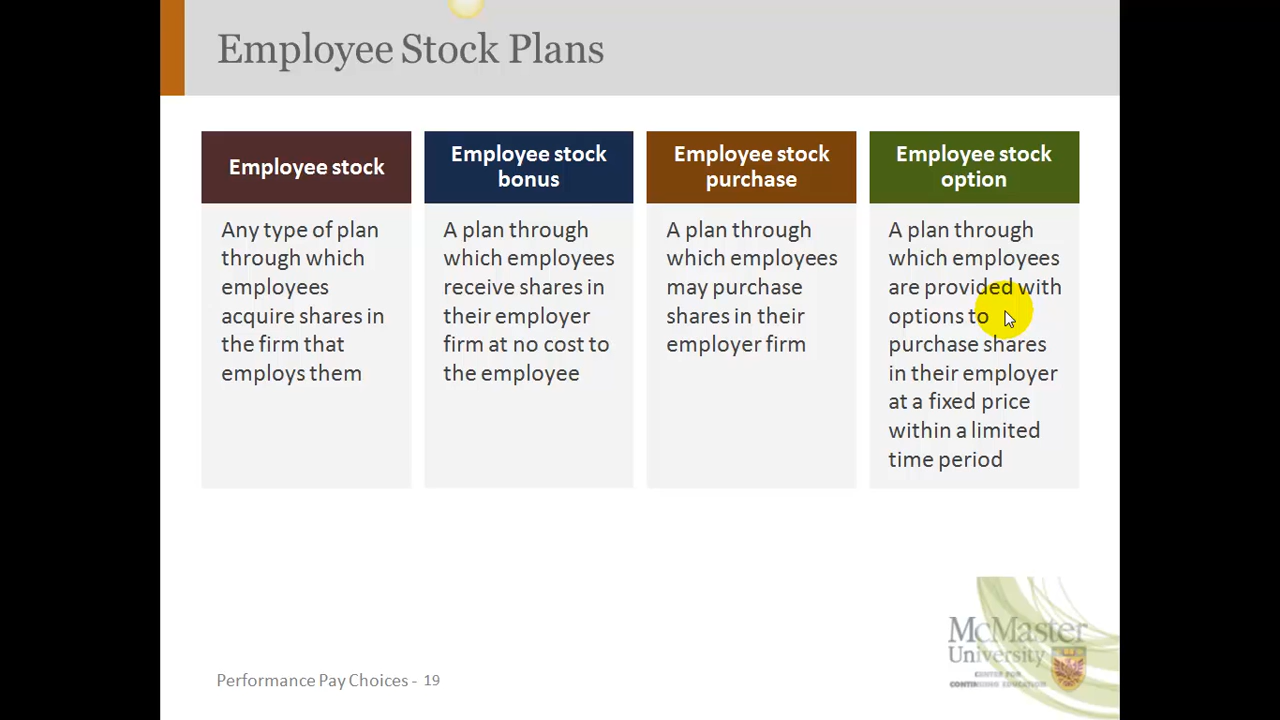 Employee Stock Plans
Employee stock
Any type of plan
through which
employees
acquire shares in
the firm that
employs them
Employee stock
bonus
A plan through
which employees
receive shares in
their employer
firm at no cost to
the employee
Employee stock
purchase
A plan through
which employees
may purchase
shares in their
employer firm
Employee stock
option
A plan through
which employees
are provided with
options to
purchase shares
in their employer
at a fixed price
within a limited
time period
McMaster
University
CENTER FOR
CONTINUING EDUCATION
Performance Pay Choices - 19